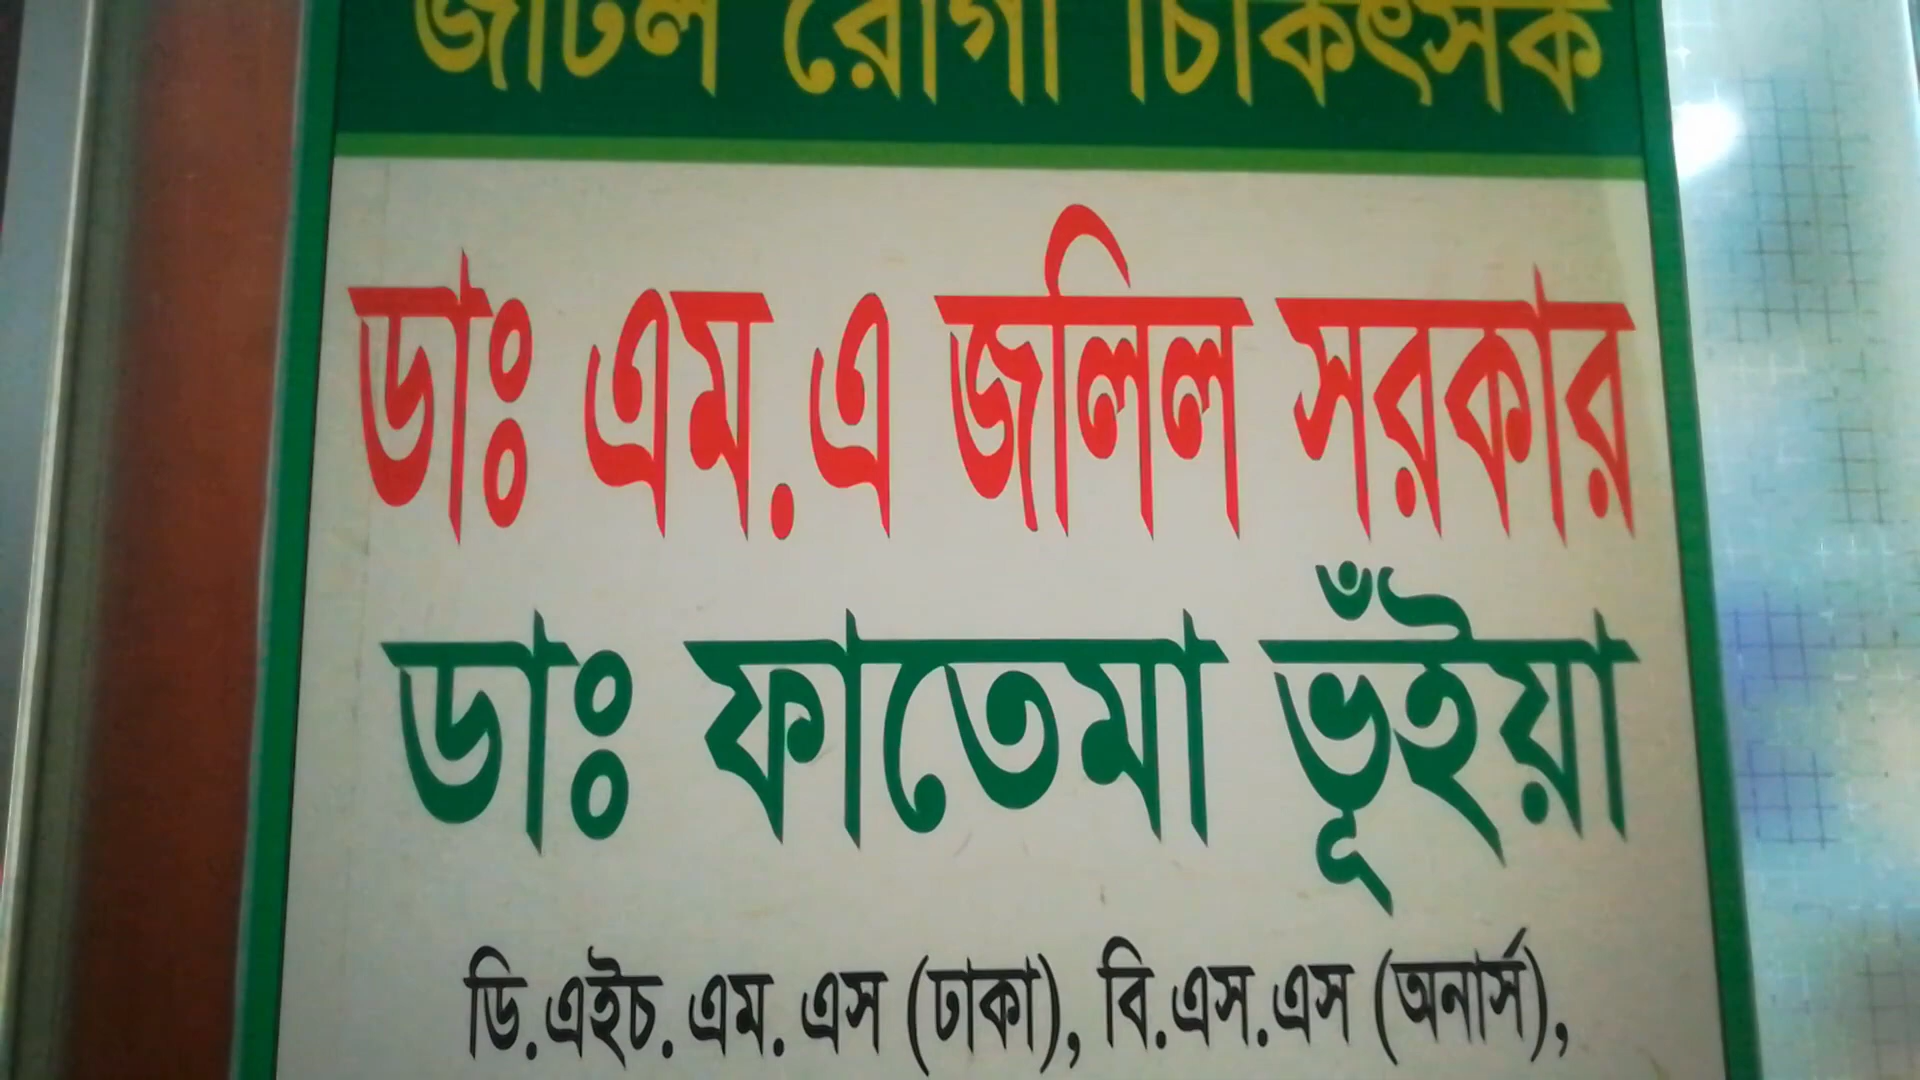 জটিল রোগী চিকিৎসক
ডাঃ এম.এ জলিল সরকার
ডাঃ ফাতেমা ভূঁইয়া
ডি.এইচ.এম.এস (ঢাকা), বি.এস.এস (অনার্স),